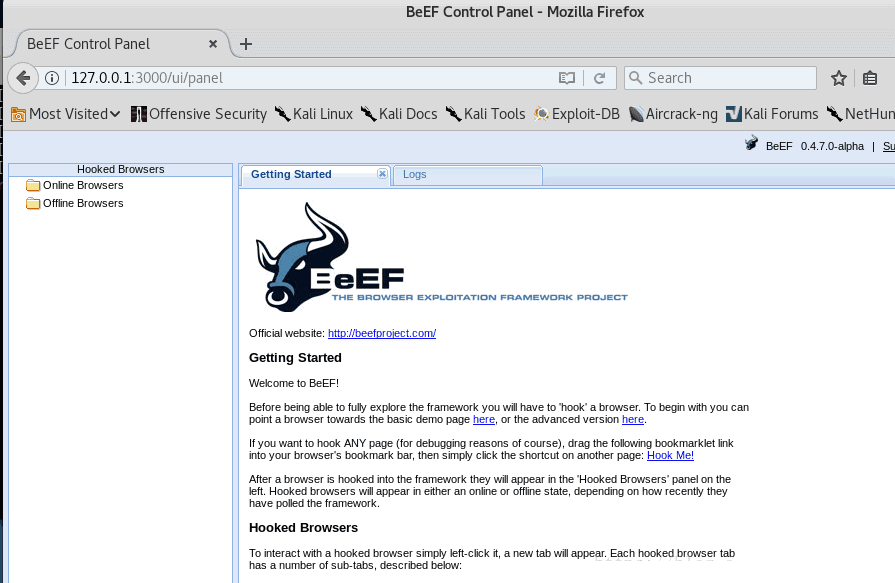 BeEF Control Panel - Mozilla Firefox
BeEF Control Panel
127.0.0.1:3000/ui/panel
Search
Most Visited Offensive Security Kali Linux Kali Docs Kali Tools Exploit-DB Aircrack-ng Kali Forums NetHun
BeEF 0.4.7.0-alpha | Su
Hooked Browsers
Online Browsers
Offline Browsers
Getting Started Logs
BeEF
THE BROWSER EXPLOITATION FRAMEWORK PROJECT
Official website: http://beefproject.com/
Getting Started
Welcome to BeEF!
Before being able to fully explore the framework you will have to 'hook' a browser. To begin with you can
point a browser towards the basic demo page here, or the advanced version here.
If you want to hook ANY page (for debugging reasons of course), drag the following bookmarklet link
into your browser's bookmark bar, then simply click the shortcut on another page: Hook Me!
After a browser is hooked into the framework they will appear in the 'Hooked Browsers' panel on the
left. Hooked browsers will appear in either an online or offline state, depending on how recently they
have polled the framework.
Hooked Browsers
To interact with a hooked browser simply left-click it, a new tab will appear. Each hooked browser tab
has a number of sub-tabs, described below: